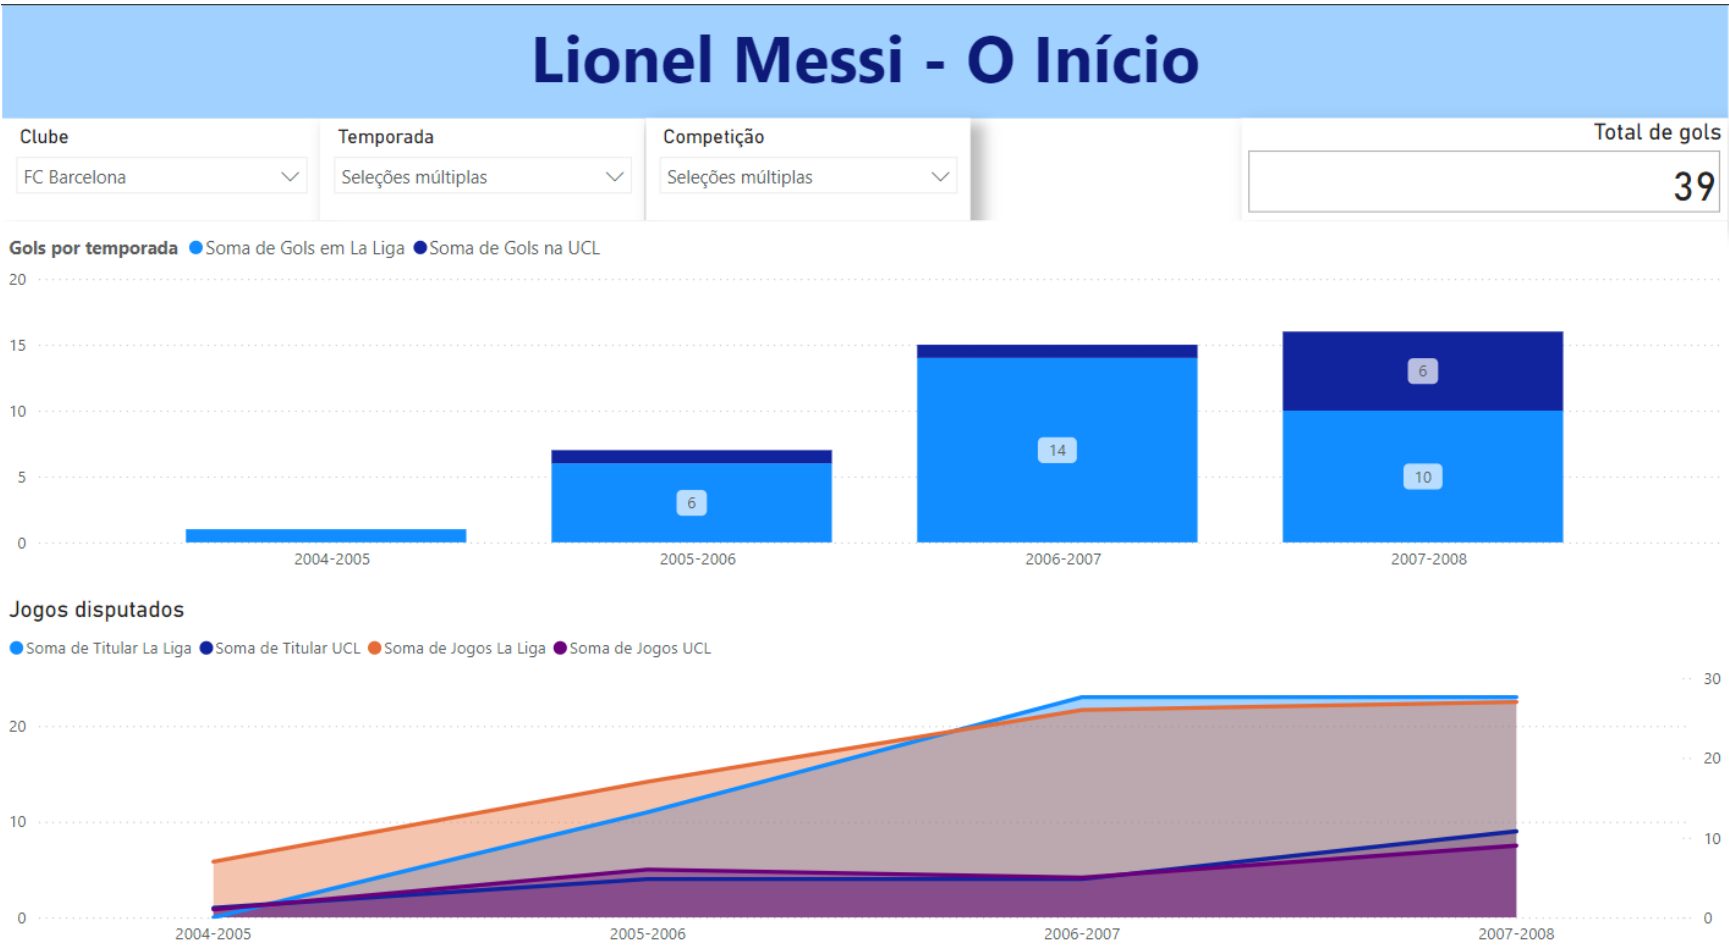 Lionel Messi - O Início
Clube
Temporada
Competição
Total de gols
FC Barcelona
Seleções múltiplas
Seleções múltiplas
39
Gols por temporada Soma de Gols em La Liga Soma de Gols na UCL
20
15
10
5
0
6
14
6
10
2004-2005 2005-2006 2006-2007 2007-2008
Jogos disputados
Soma de Titular La Liga Soma de Titular UCL Soma de Jogos La Liga Soma de Jogos UCL
30
20
20
10
10
0
0
2004-2005 2005-2006 2006-2007 2007-2008